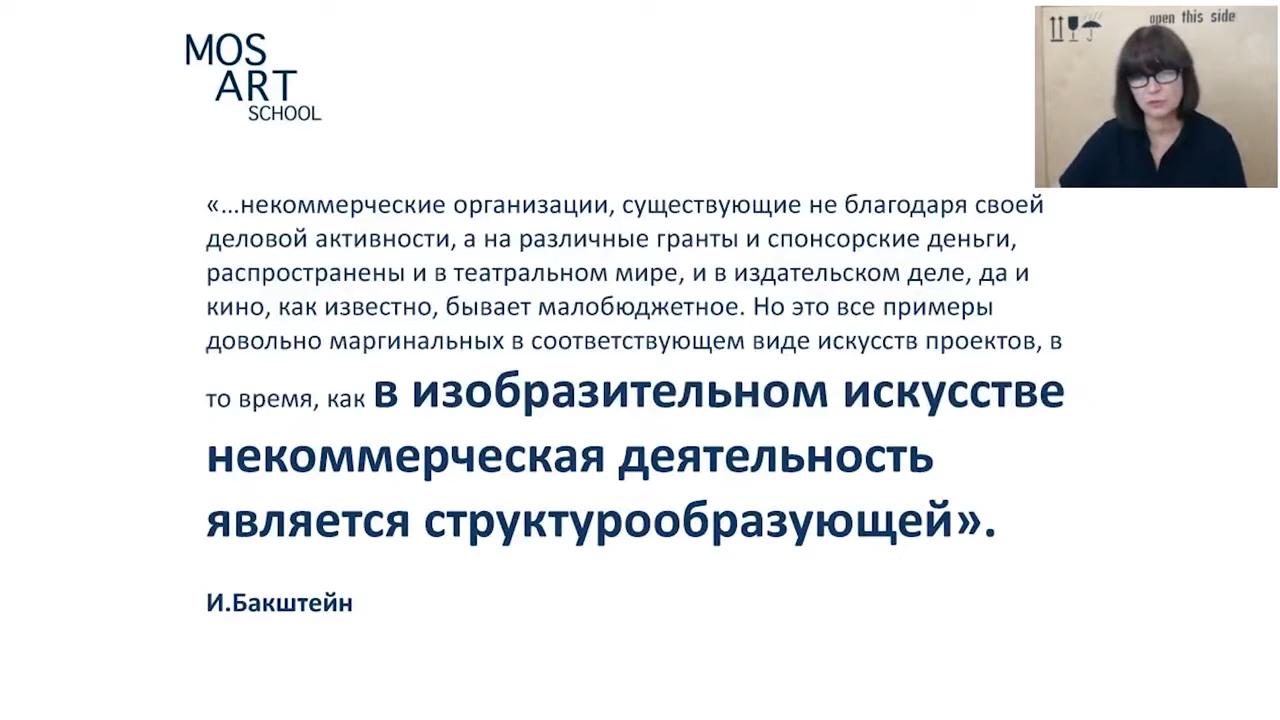 MOS
ART
SCHOOL
open this side
«…некоммерческие организации, существующие не благодаря своей
деловой активности, а на различные гранты и спонсорские деньги,
распространены и в театральном мире, и в издательском деле, да и
кино, как известно, бывает малобюджетное. Но это все примеры
довольно маргинальных в соответствующем виде искусств проектов, в
то время, как в изобразительном искусстве
некоммерческая деятельность
является структурообразующей».
И.Бакштейн